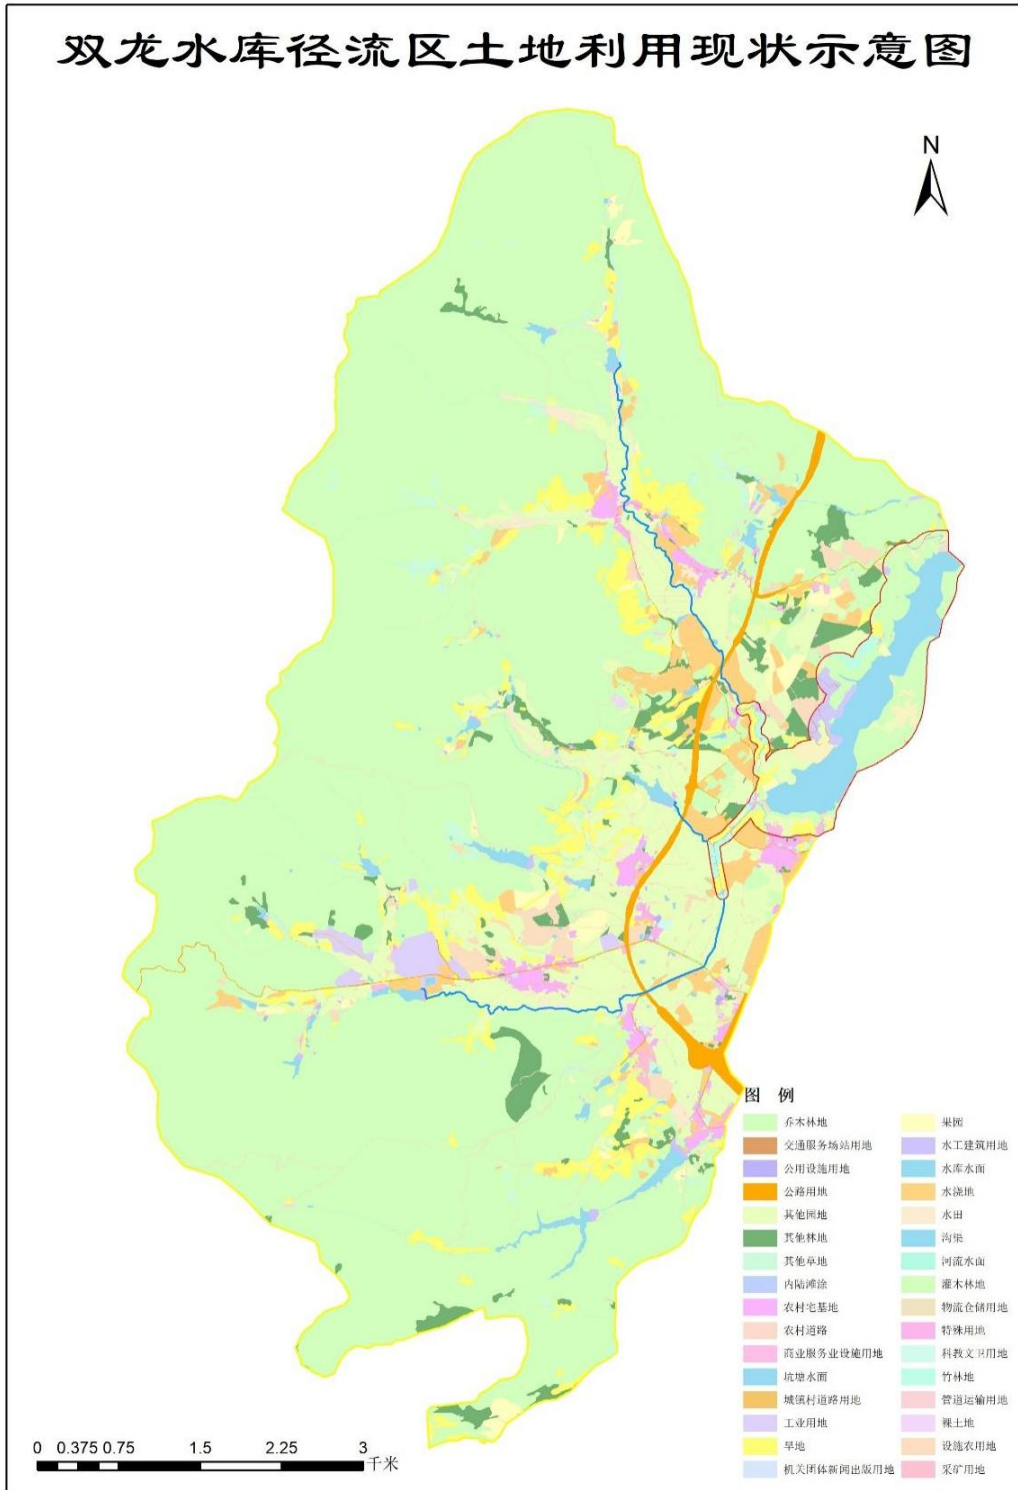 双龙水库径流区土地利用现状示意图
N
图 例
乔木林地
交通服务场站用地
公用设施用地
公路用地
其他园地
其他林地
其他草地
内陆滩涂
农村宅基地
农村道路
商业服务业设施用地
坑塘水面
城镇村道路用地
工业用地
旱地
机关团体新闻出版用地
果园
水工建筑用地
水库水面
水浇地
水田
沟渠
河流水面
灌木林地
物流仓储用地
特殊用地
科教文卫用地
竹林地
管道运输用地
裸土地
设施农用地
采矿用地
0 0.375 0.75 1.5 2.25 3
千米